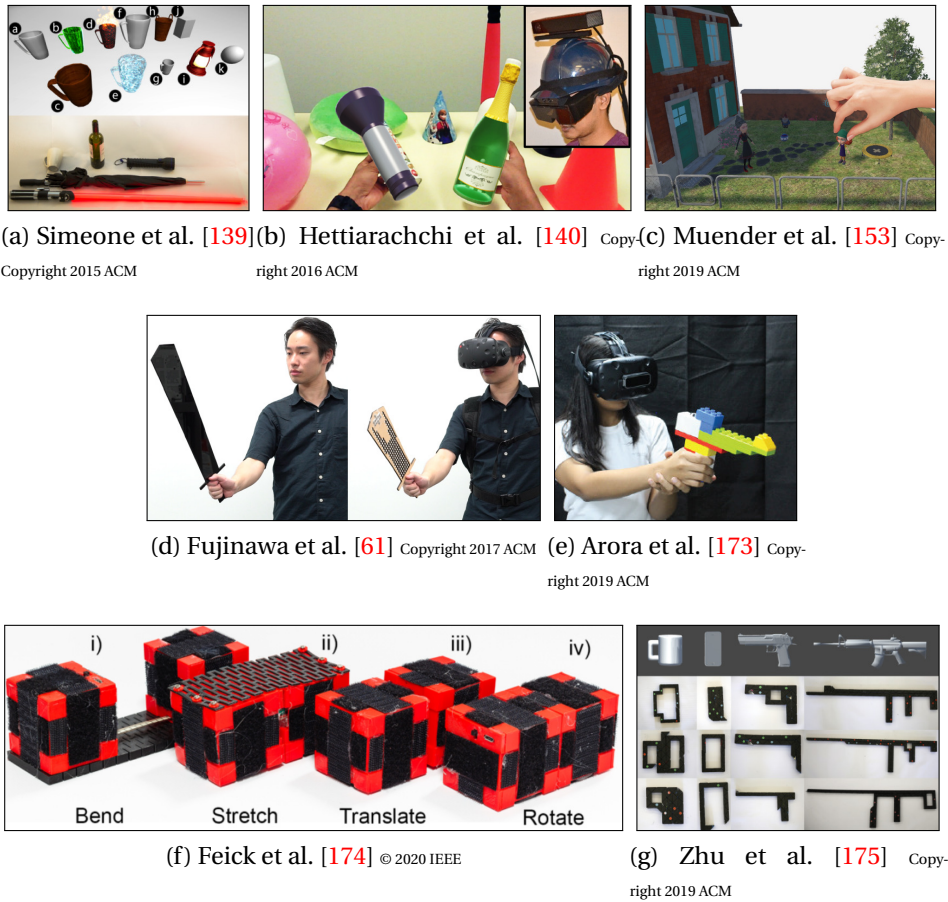 a
b
d
f
h
j
c
e
g
i
k
(a) Simeone et al. [139]
Copyright 2015 ACM
(b) Hettiarachchi et al. [140] Copy-
right 2016 ACM
(c) Muender et al. [153] Copy-
right 2019 ACM
(d) Fujinawa et al. [61] Copyright 2017 ACM
(e) Arora et al. [173] Copy-
right 2019 ACM
i)
ii)
iii)
iv)
Bend
Stretch
Translate
Rotate
(f) Feick et al. [174] © 2020 IEEE
(g) Zhu et al. [175] Copy-
right 2019 ACM